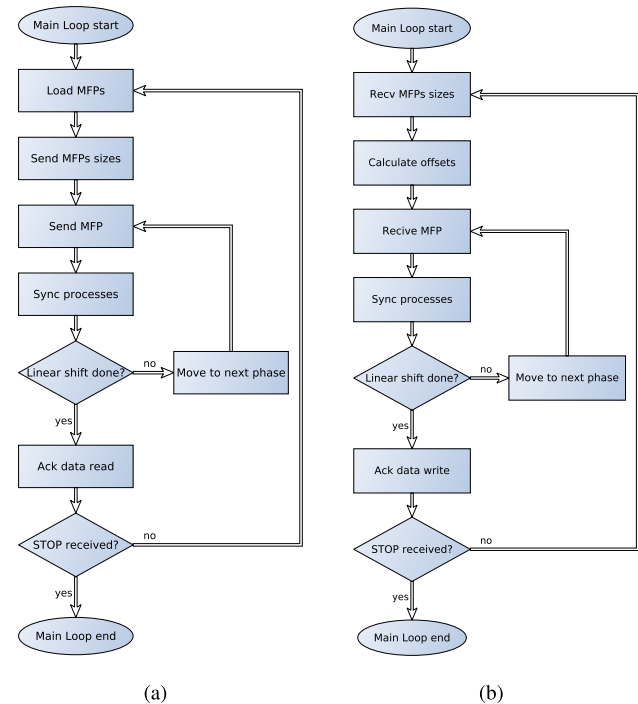 Main Loop start
Load MFPs
Send MFPs sizes
Send MFP
Sync processes
Linear shift done?
no
Move to next phase
yes
Ack data read
STOP received?
no
yes
Main Loop end
(a)
Main Loop start
Recv MFPs sizes
Calculate offsets
Recive MFP
Sync processes
Linear shift done?
no
Move to next phase
yes
Ack data write
STOP received?
no
yes
Main Loop end
(b)